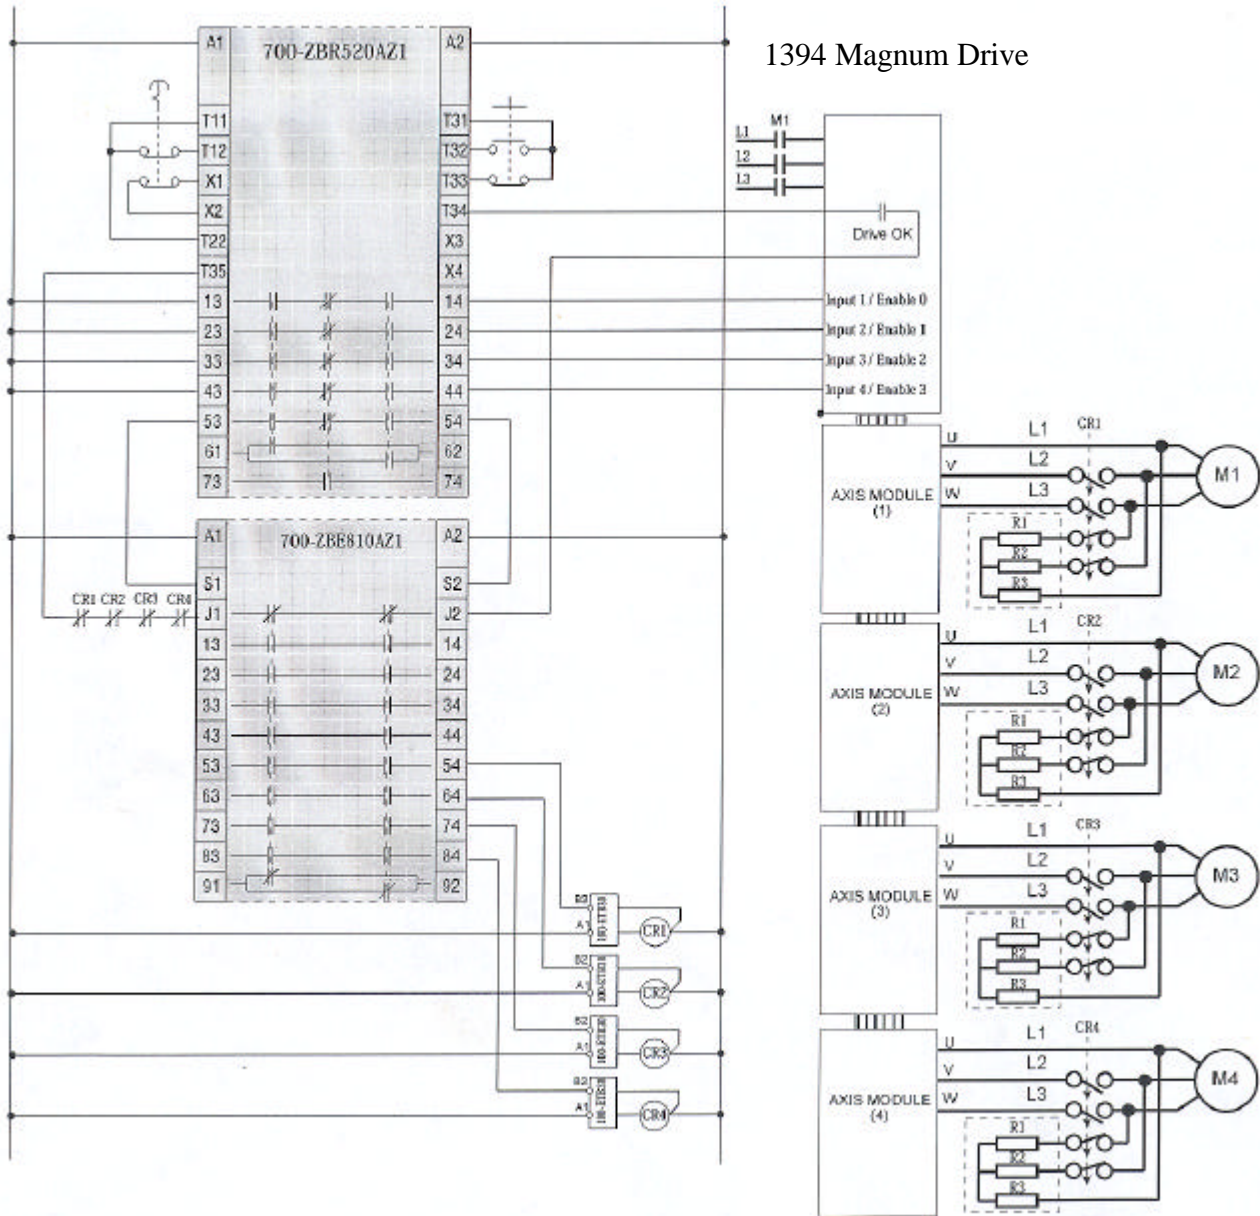 A1 700-ZBR520AZ1 A2
1394 Magnum Drive
T11 T31
T12 T32
X1 T33
X2 T34
T22 X3
T35 X4
13 14
23 24
33 34
43 44
53 54
61 62
73 74
L1 M1
L2
L3
Drive OK
Input 1 / Enable 0
Input 2 / Enable 1
Input 3 / Enable 2
Input 4 / Enable 3
A1 700-ZBE810AZ1 A2
S1 S2
CR1 CR2 CR3 CR4 J1 J2
13 14
23 24
33 34
43 44
53 54
63 64
73 74
83 84
91 92
A1 CR1
B2
A1 CR2
B2
A1 CR3
B2
A1 CR4
AXIS MODULE
(1)
U L1 CR1
V L2
W L3
M1
R1
R2
R3
AXIS MODULE
(2)
U L1 CR2
V L2
W L3
M2
R1
R2
R3
AXIS MODULE
(3)
U L1 CR3
V L2
W L3
M3
R1
R2
R3
AXIS MODULE
(4)
U L1 CR4
V L2
W L3
M4
R1
R2
R3